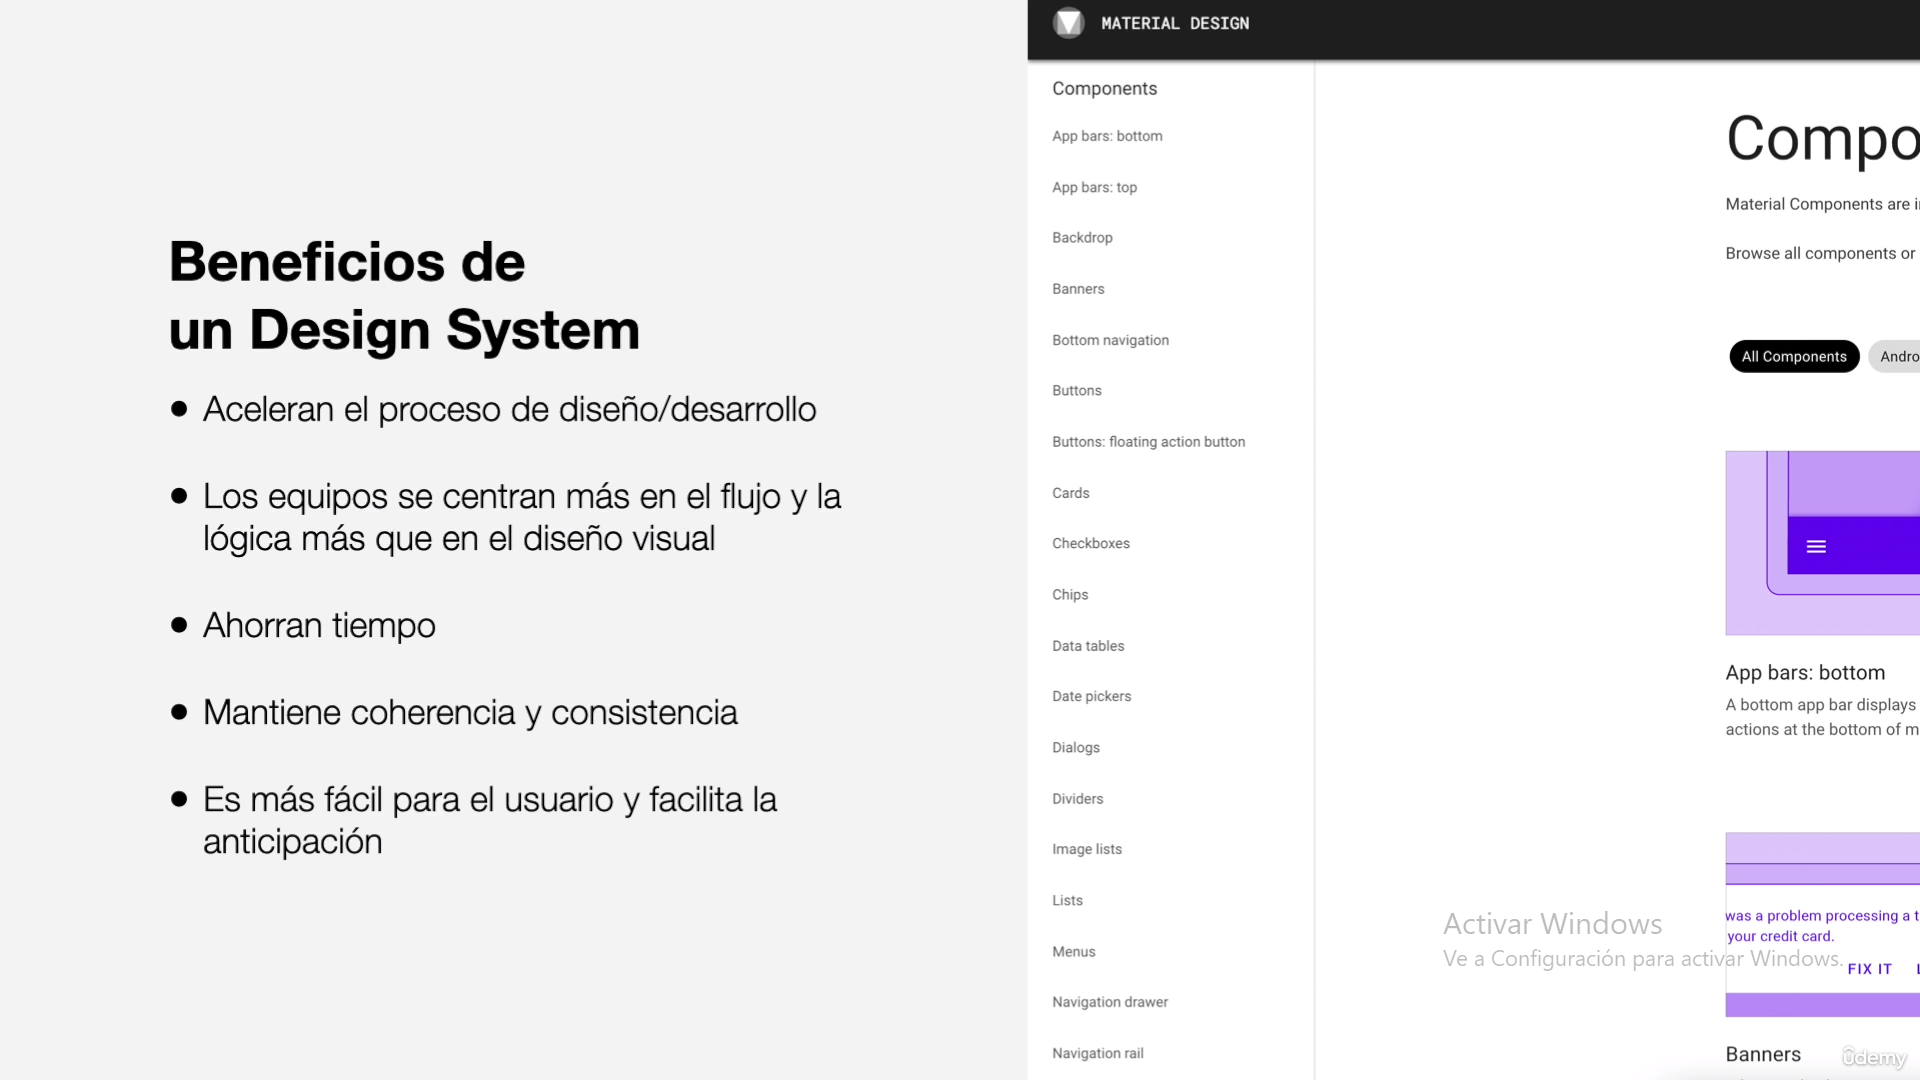 Beneficios de
un Design System
• Aceleran el proceso de diseño/desarrollo
• Los equipos se centran más en el flujo y la
lógica más que en el diseño visual
• Ahorran tiempo
• Mantiene coherencia y consistencia
• Es más fácil para el usuario y facilita la
anticipación
MATERIAL DESIGN
Components
App bars: bottom
App bars: top
Backdrop
Banners
Bottom navigation
Buttons
Buttons: floating action button
Cards
Checkboxes
Chips
Data tables
Date pickers
Dialogs
Dividers
Image lists
Lists
Menus
Navigation drawer
Navigation rail
Compo
Material Components are i
Browse all components or
All Components
Andro
App bars: bottom
A bottom app bar displays
actions at the bottom of m
was a problem processing a t
your credit card.
FIX IT
Banners
Activar Windows
Ve a Configuración para activar Windows.
ûdemy